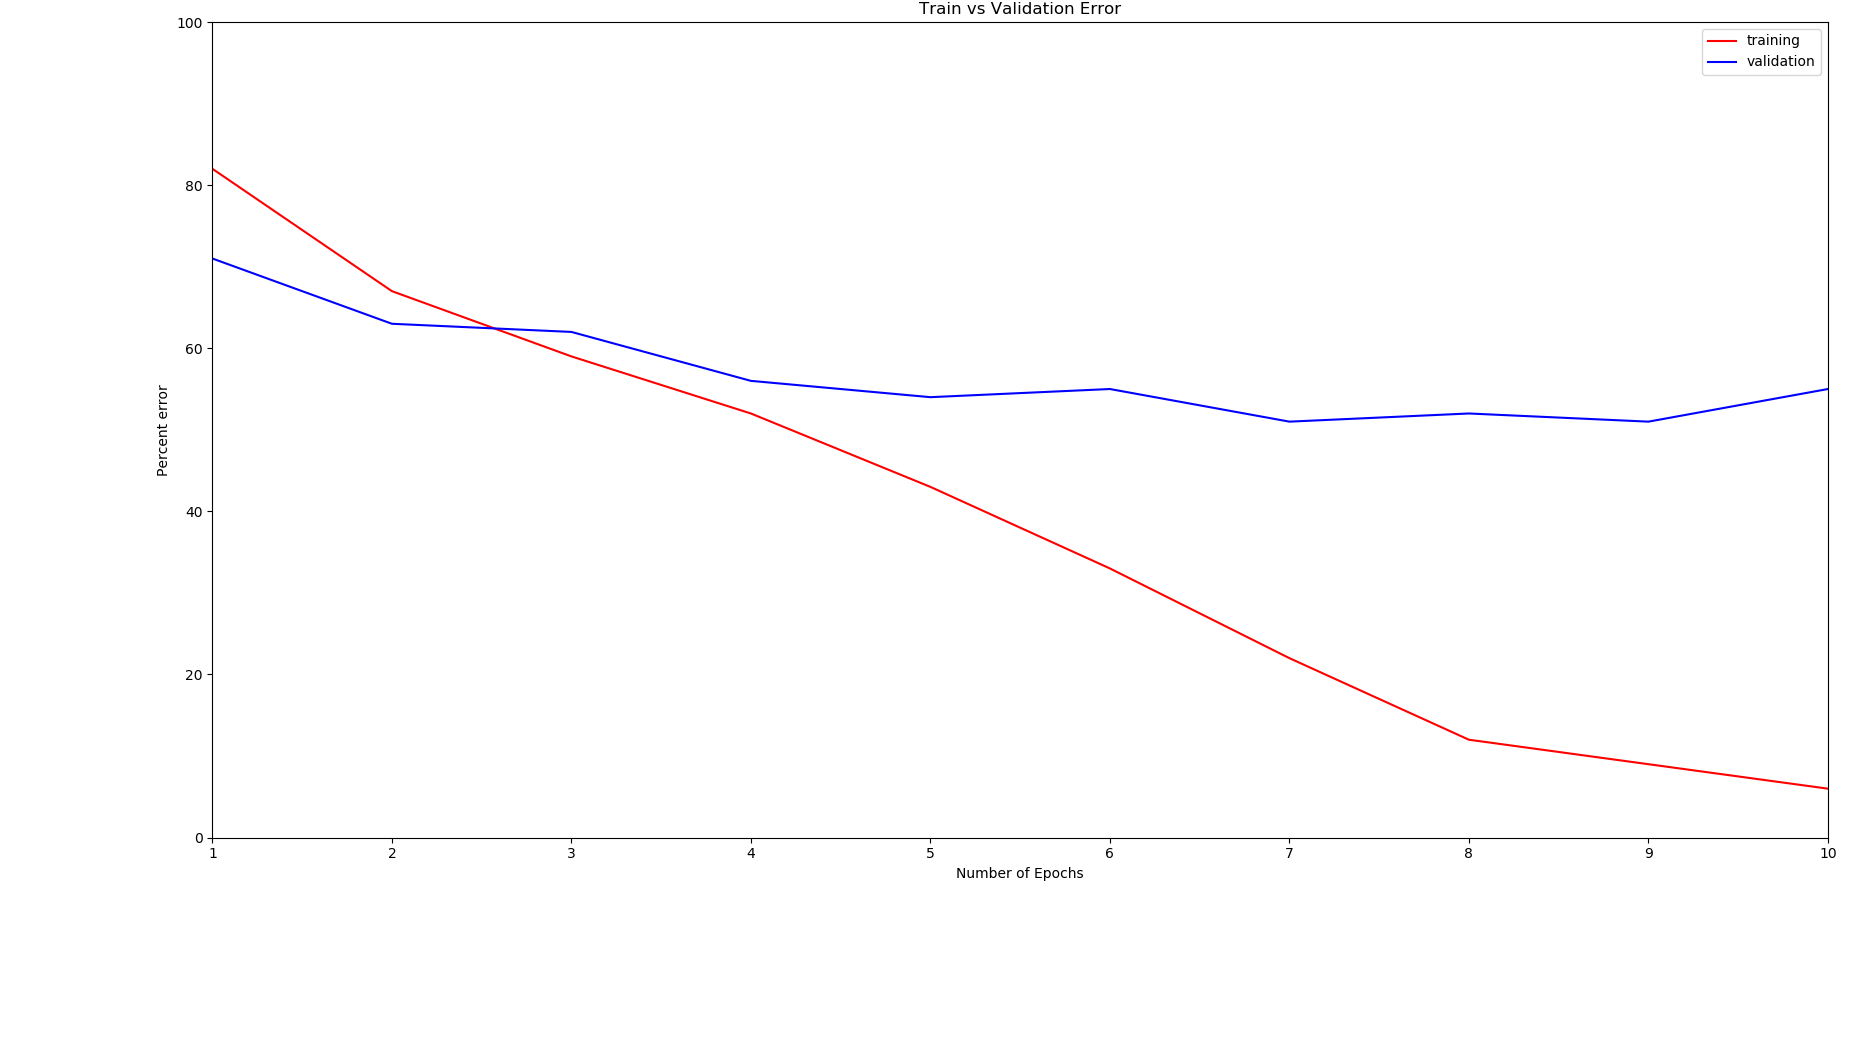 Train vs Validation Error
100
80
60
40
20
0
Percent error
training
validation
1 2 3 4 5 6 7 8 9 10
Number of Epochs